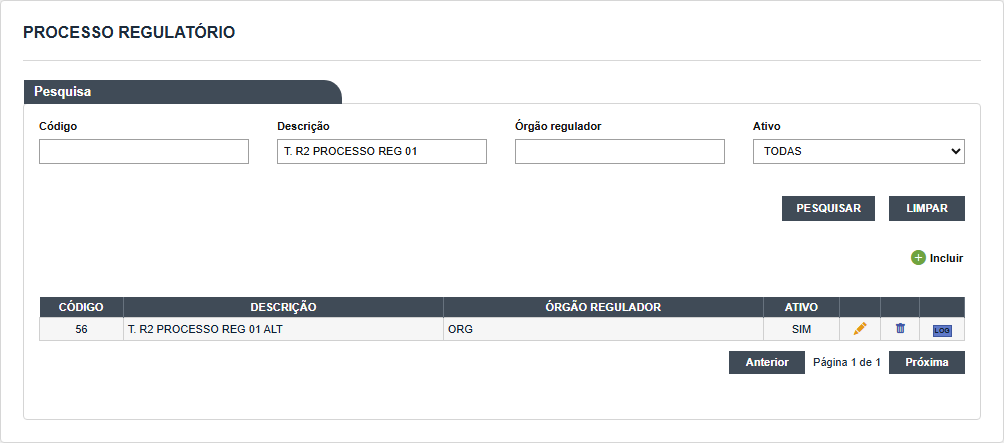 PROCESSO REGULATÓRIO
Pesquisa
Código Descrição Órgão regulador Ativo
T. R2 PROCESSO REG 01 TODAS
PESQUISAR LIMPAR
Incluir
CÓDIGO DESCRIÇÃO ÓRGÃO REGULADOR ATIVO
56 T. R2 PROCESSO REG 01 ALT ORG SIM LOG
Anterior Página 1 de 1 Próxima